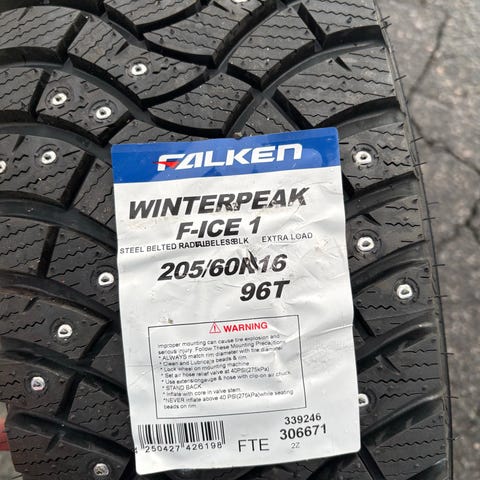 FALKEN
WINTERPEAK
F-ICE 1
STEEL BELTED RADIAL TUBELESS BLK EXTRA LOAD
205/60R16
96T
WARNING
Improper mounting can cause tire explosion and
serious injury. Follow These Mounting Precautions
* ALWAYS match rim diameter with tire diameter
* Clean and Lubricate beads & rim.
* Lock wheel on mounting machine
* Set air hose relief valve at 40PSI(275kPa)
* Use extensiongauge & hose with clip-on air chuck.
* STAND BACK
* Inflate with core in valve stem.
*NEVER inflate above 40 PSI(275kPa)while seating
beads on rim.
4 250427 426198
FTE
339246
306671
2Z